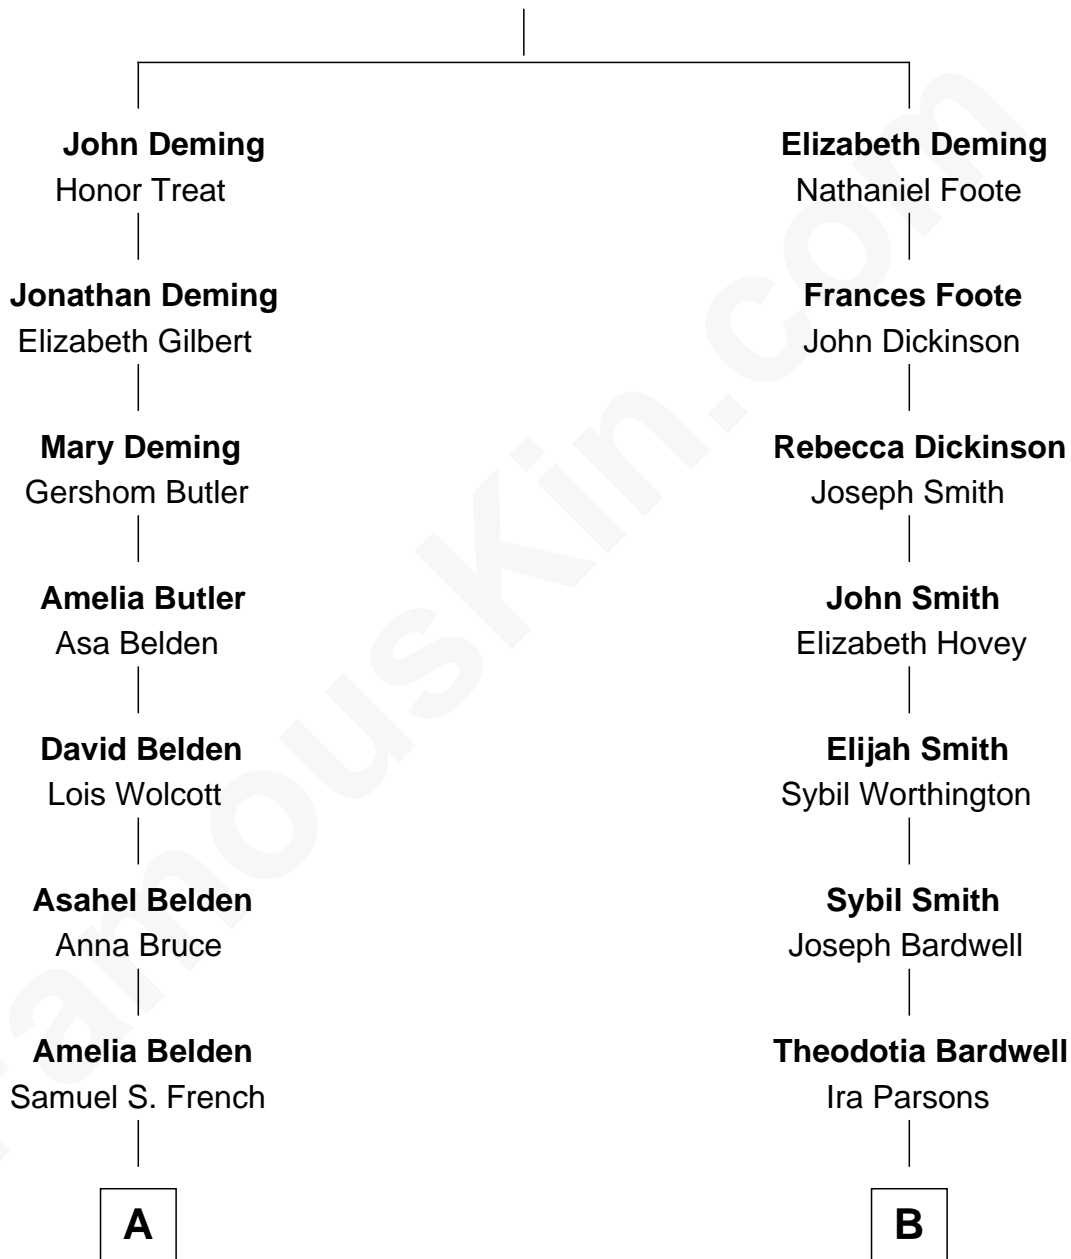 John Deming
Honor Treat
Jonathan Deming
Elizabeth Gilbert
Mary Deming
Gershom Butler
Amelia Butler
Asa Belden
David Belden
Lois Wolcott
Asahel Belden
Anna Bruce
Amelia Belden
Samuel S. French
A
Elizabeth Deming
Nathaniel Foote
Frances Foote
John Dickinson
Rebecca Dickinson
Joseph Smith
John Smith
Elizabeth Hovey
Elijah Smith
Sybil Worthington
Sybil Smith
Joseph Bardwell
Theodotia Bardwell
Ira Parsons
B
FamousKin.com